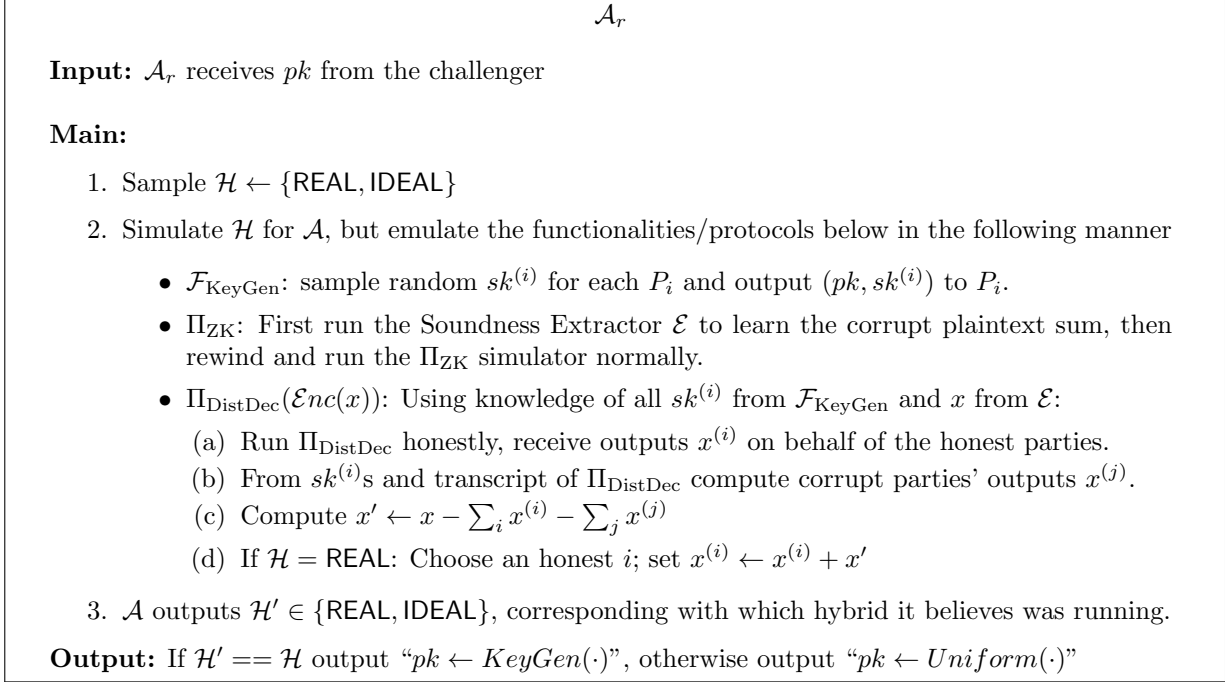 𝒜ᵣ
Input: 𝒜ᵣ receives pk from the challenger
Main:
1. Sample ℋ ← {REAL, IDEAL}
2. Simulate ℋ for 𝒜, but emulate the functionalities/protocols below in the following manner
• ℱ_KeyGen: sample random sk⁽ⁱ⁾ for each Pᵢ and output (pk, sk⁽ⁱ⁾) to Pᵢ.
• Π_ZK: First run the Soundness Extractor ℰ to learn the corrupt plaintext sum, then
rewind and run the Π_ZK simulator normally.
• Π_DistDec(ℰnc(x)): Using knowledge of all sk⁽ⁱ⁾ from ℱ_KeyGen and x from ℰ:
(a) Run Π_DistDec honestly, receive outputs x⁽ⁱ⁾ on behalf of the honest parties.
(b) From sk⁽ⁱ⁾s and transcript of Π_DistDec compute corrupt parties' outputs x⁽ʲ⁾.
(c) Compute x′ ← x − ∑ᵢ x⁽ⁱ⁾ − ∑ⱼ x⁽ʲ⁾
(d) If ℋ = REAL: Choose an honest i; set x⁽ⁱ⁾ ← x⁽ⁱ⁾ + x′
3. 𝒜 outputs ℋ′ ∈ {REAL, IDEAL}, corresponding with which hybrid it believes was running.
Output: If ℋ′ == ℋ output “pk ← KeyGen(·)”, otherwise output “pk ← Uniform(·)”